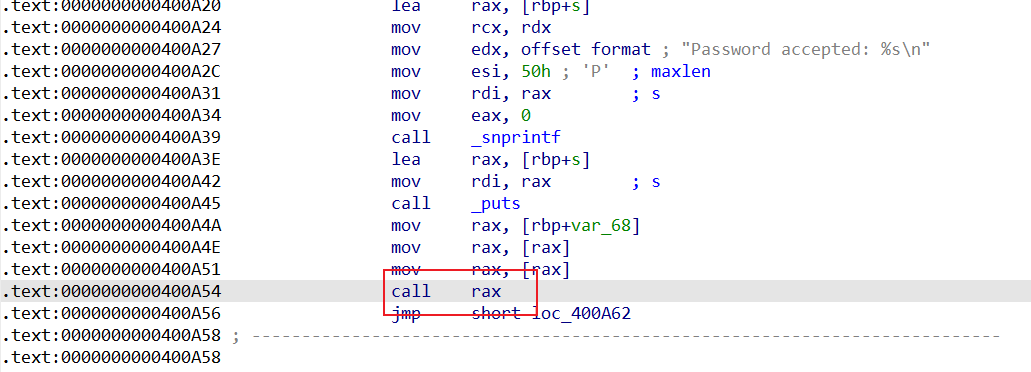 .text:0000000000400A20 lea rax, [rbp+s]
.text:0000000000400A24 mov rcx, rdx
.text:0000000000400A27 mov edx, offset format ; "Password accepted: %s\n"
.text:0000000000400A2C mov esi, 50h ; 'P' ; maxlen
.text:0000000000400A31 mov rdi, rax ; s
.text:0000000000400A34 mov eax, 0
.text:0000000000400A39 call _snprintf
.text:0000000000400A3E lea rax, [rbp+s]
.text:0000000000400A42 mov rdi, rax ; s
.text:0000000000400A45 call _puts
.text:0000000000400A4A mov rax, [rbp+var_68]
.text:0000000000400A4E mov rax, [rax]
.text:0000000000400A51 mov rax, [rax]
.text:0000000000400A54 call rax
.text:0000000000400A56 jmp short loc_400A62
.text:0000000000400A58 ; ---------------------------------------------------------------------------
.text:0000000000400A58